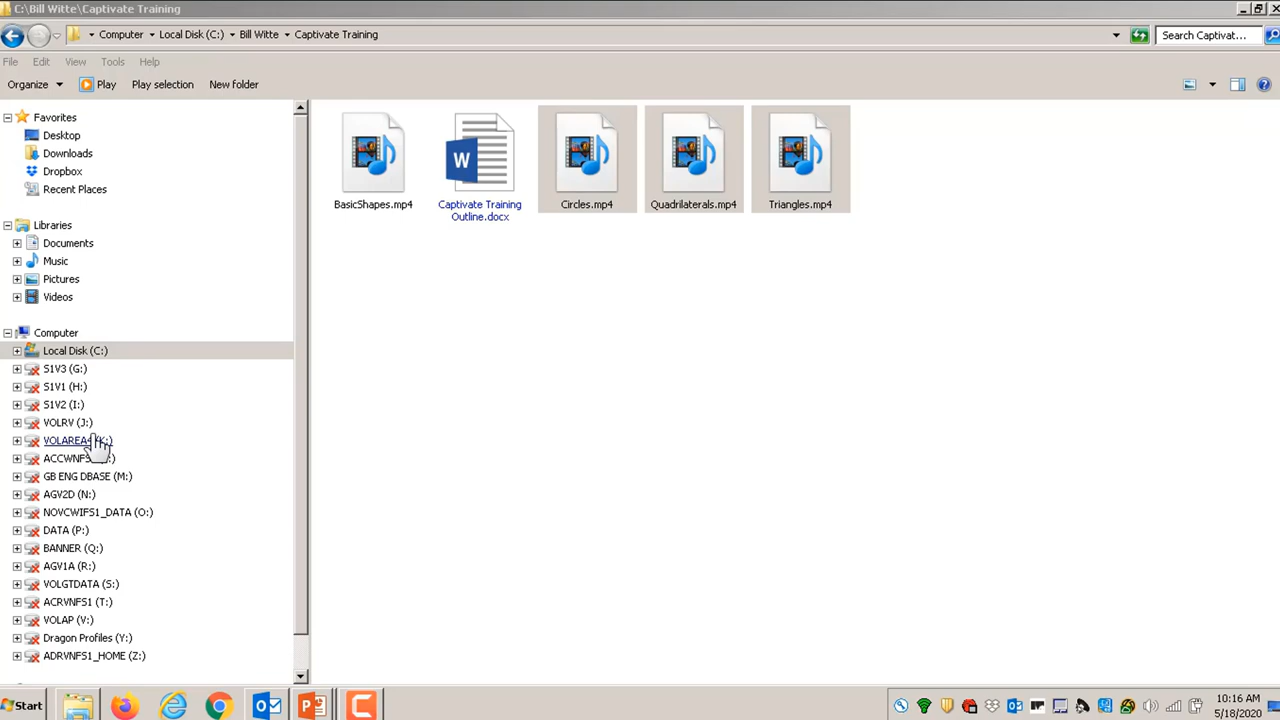 C:\Bill Witte\Captivate Training
Computer Local Disk (C:) Bill Witte Captivate Training Search Captivat...
File Edit View Tools Help
Organize Play Play selection New folder
Favorites
Desktop
Downloads
Dropbox
Recent Places
Libraries
Documents
Music
Pictures
Videos
Computer
Local Disk (C:)
S1V3 (G:)
S1V1 (H:)
S1V2 (I:)
VOLRV (J:)
VOLAREA
GB ENG DBASE (M:)
AGV2D (N:)
NOVCWIFS1_DATA (O:)
DATA (P:)
BANNER (Q:)
AGV1A (R:)
VOLGTDATA (S:)
ACRVNFS1 (T:)
VOLAP (V:)
Dragon Profiles (Y:)
ADRVNFS1_HOME (Z:)
BasicShapes.mp4
Captivate Training
Outline.docx
Circles.mp4
Quadrilaterals.mp4
Triangles.mp4
Start
10:16 AM
5/18/2020